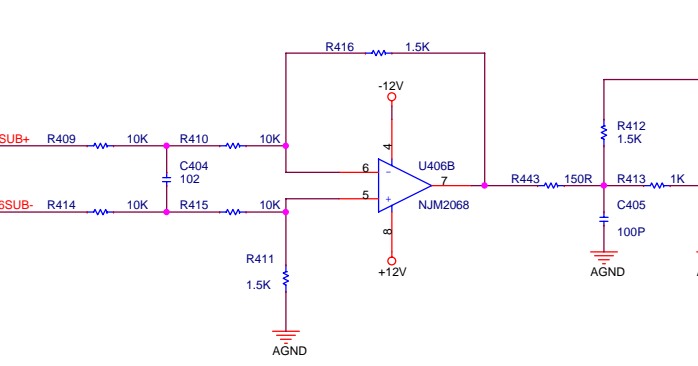 R416 1.5K
-12V
R412
1.5K
SUB+ R409 10K R410 10K
4
C404
102
6
U406B
7
R443 150R R413 1K
5
NJM2068
6SUB- R414 10K R415 10K
C405
8
100P
R411
1.5K
+12V
AGND
AGND